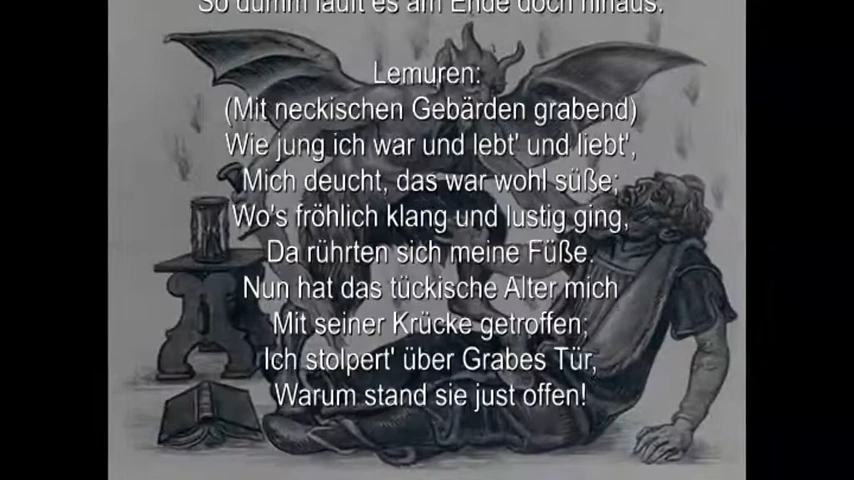 So dumm läuft es am Ende doch hinaus.
Lemuren:
(Mit neckischen Gebärden grabend)
Wie jung ich war und lebt' und liebt',
Mich deucht, das war wohl süße;
Wo's fröhlich klang und lustig ging,
Da rührten sich meine Füße.
Nun hat das tückische Alter mich
Mit seiner Krücke getroffen;
Ich stolpert' über Grabes Tür,
Warum stand sie just offen!